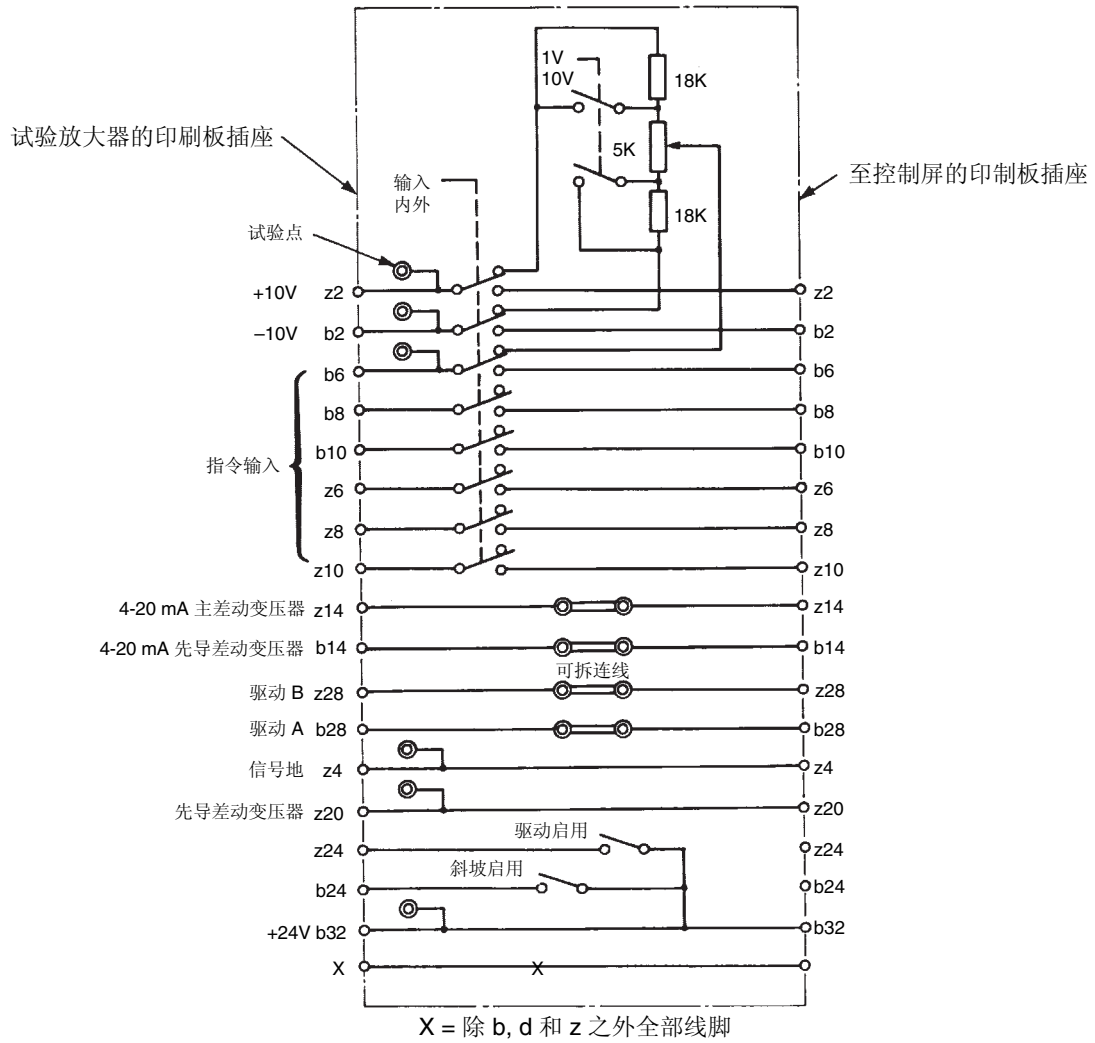 1V
10V
18K
5K
18K
试验放大器的印刷板插座
至控制屏的印制板插座
输入
内外
试验点
+10V z2 z2
–10V b2 b2
b6 b6
b8 b8
b10 b10
指令输入
z6 z6
z8 z8
z10 z10
4-20 mA 主差动变压器 z14 z14
4-20 mA 先导差动变压器 b14 b14
可拆连线
驱动 B z28 z28
驱动 A b28 b28
信号地 z4 z4
先导差动变压器 z20 z20
驱动启用
z24 z24
斜坡启用
b24 b24
+24V b32 b32
X X
X = 除 b, d 和 z 之外全部线脚